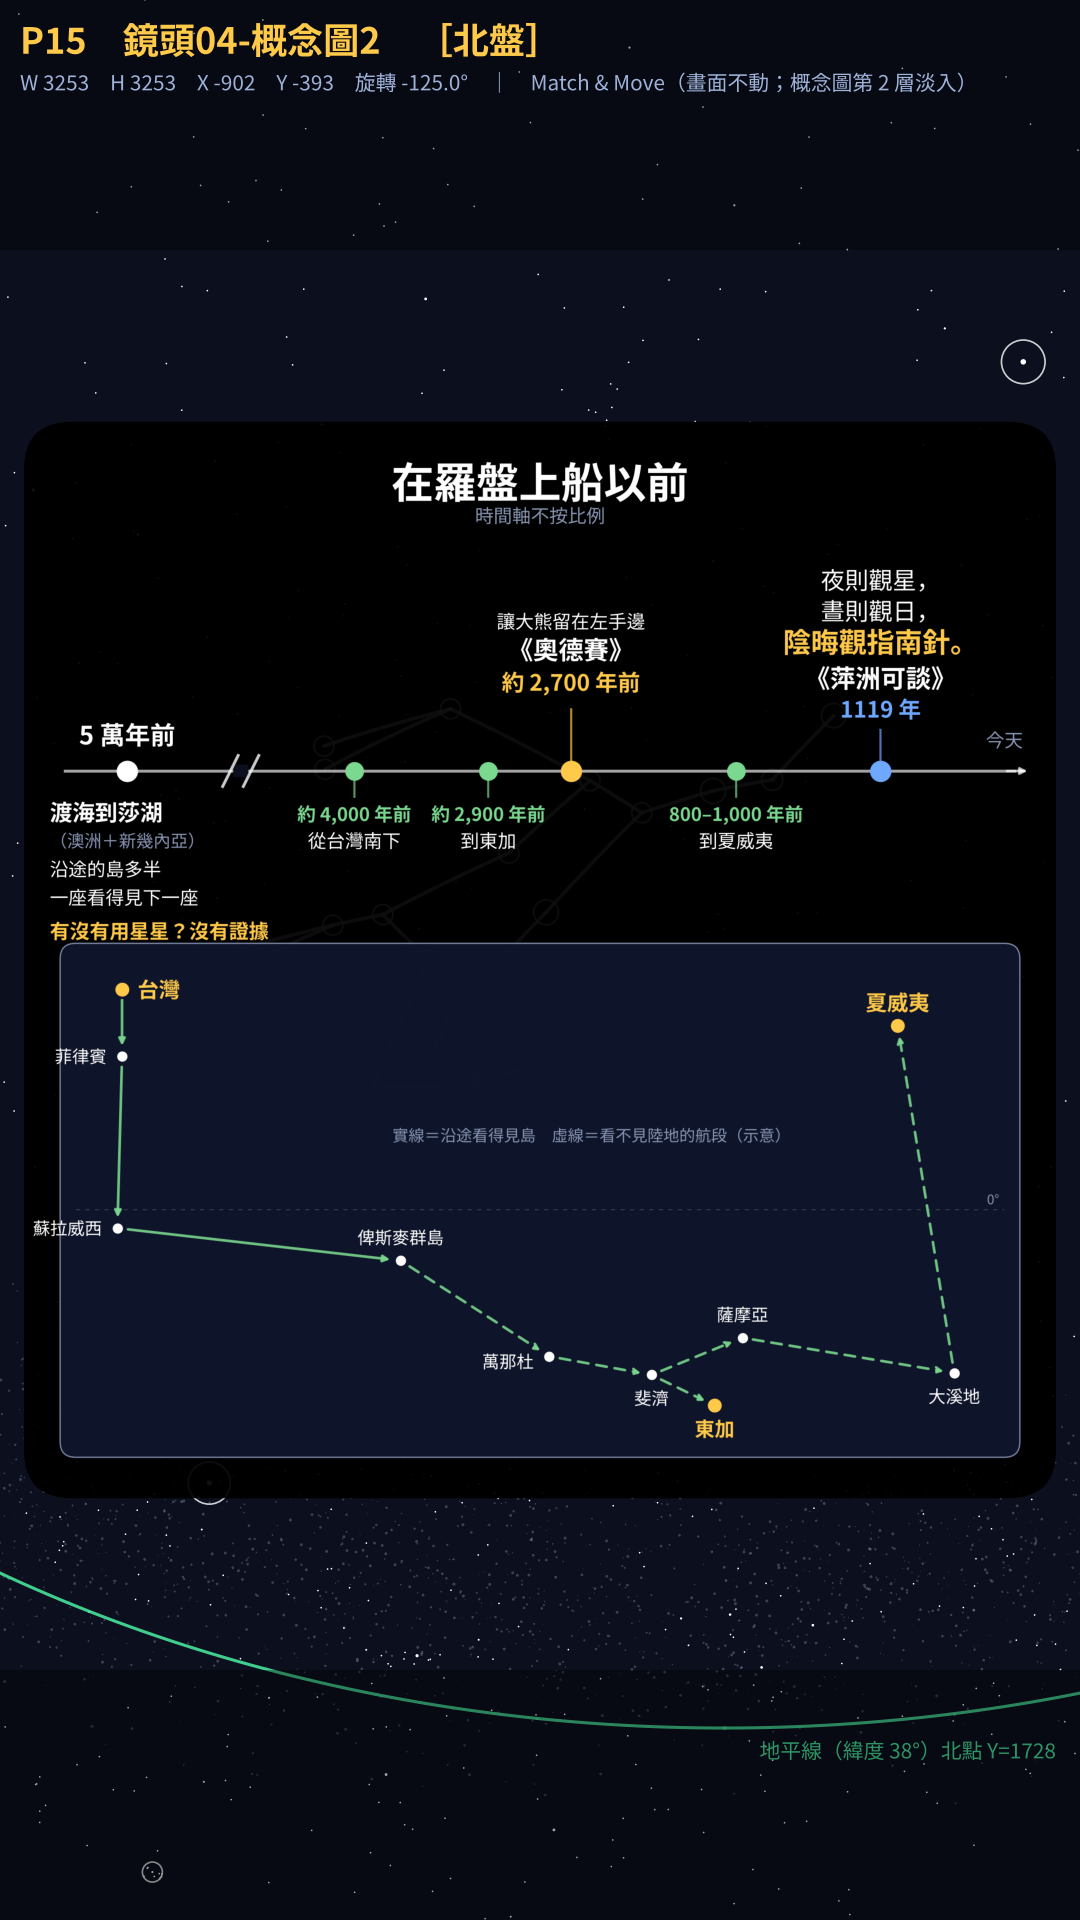 P15 鏡頭04-概念圖2 ［北盤］
W 3253 H 3253 X -902 Y -393 旋轉 -125.0° ｜ Match & Move（畫面不動；概念圖第 2 層淡入）
在羅盤上船以前
時間軸不按比例
夜則觀星，
晝則觀日，
陰晦觀指南針。
《萍洲可談》
1119 年
讓大熊留在左手邊
《奧德賽》
約 2,700 年前
5 萬年前
今天
渡海到莎湖
（澳洲＋新幾內亞）
沿途的島多半
一座看得見下一座
有沒有用星星？沒有證據
約 4,000 年前
從台灣南下
約 2,900 年前
到東加
800–1,000 年前
到夏威夷
台灣
夏威夷
菲律賓
實線＝沿途看得見島 虛線＝看不見陸地的航段（示意）
0°
蘇拉威西
俾斯麥群島
薩摩亞
萬那杜
斐濟
大溪地
東加
地平線（緯度 38°）北點 Y=1728